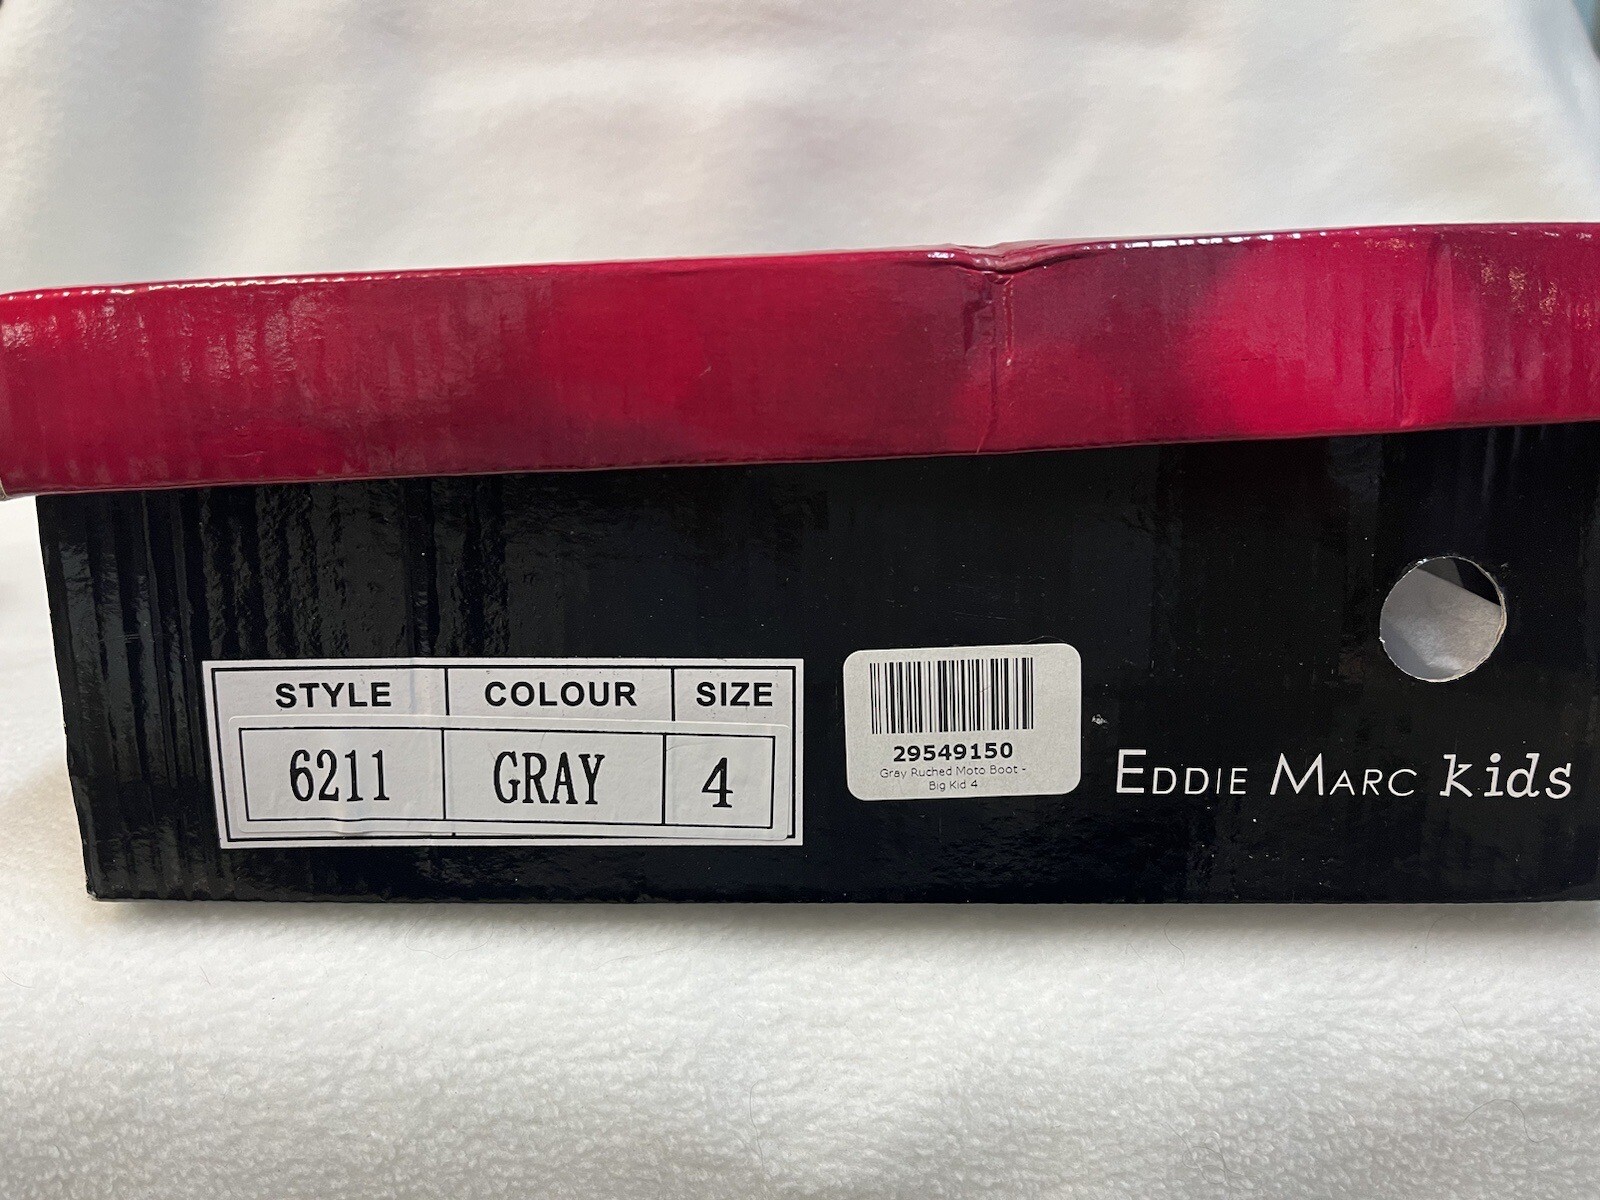 STYLE COLOUR SIZE
6211 GRAY 4
29549150
Gray Ruched Moto Boot -
Big Kid 4
EDDIE MARC kids